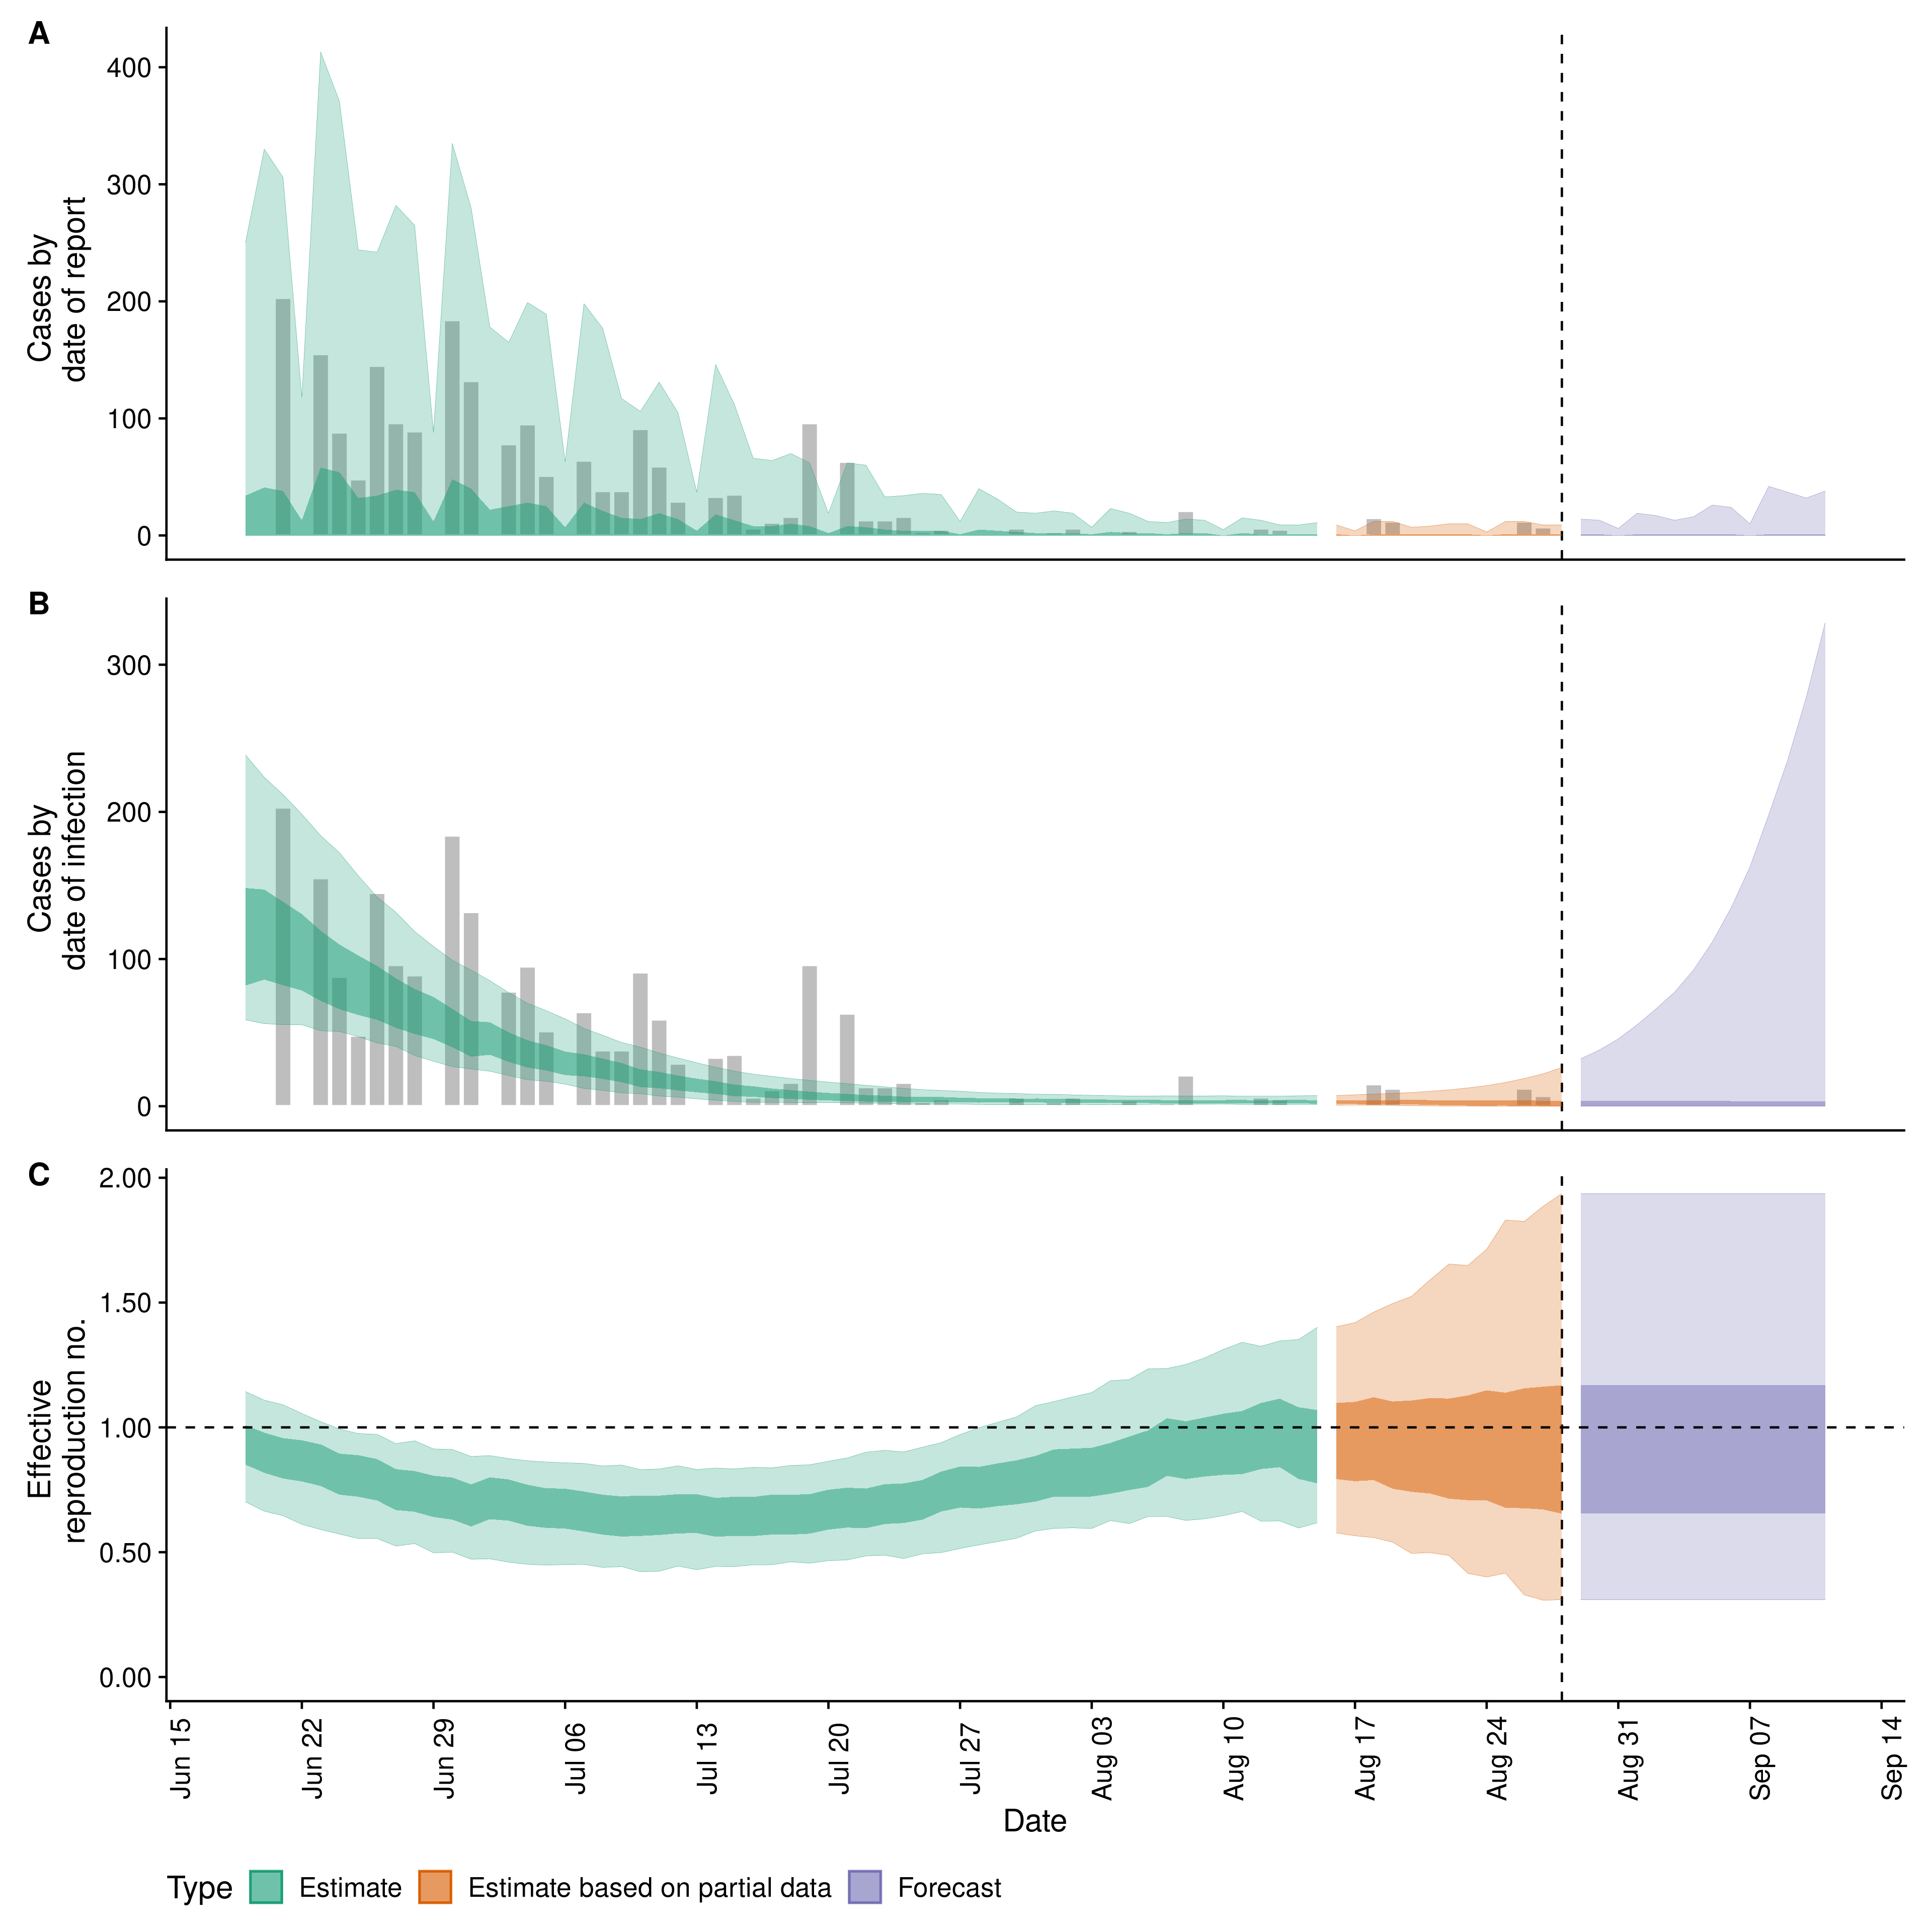 A
400
300
200
100
0
Cases by
date of report
B
300
200
100
0
Cases by
date of infection
C
2.00
1.50
1.00
0.50
0.00
Effective
reproduction no.
Jun 15
Jun 22
Jun 29
Jul 06
Jul 13
Jul 20
Jul 27
Aug 03
Aug 10
Aug 17
Aug 24
Aug 31
Sep 07
Sep 14
Date
Type Estimate Estimate based on partial data Forecast